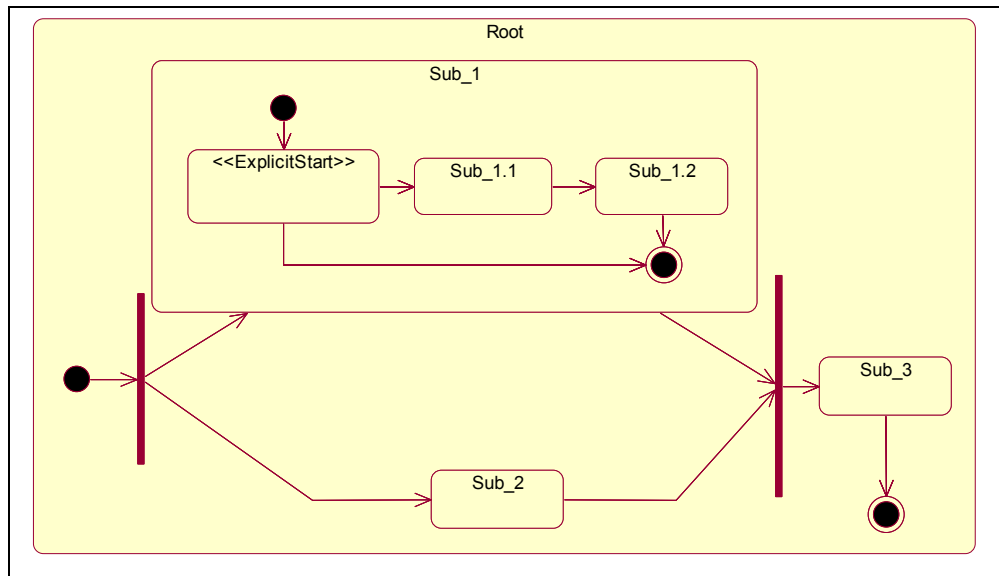 Root
Sub_1
<<ExplicitStart>>
Sub_1.1
Sub_1.2
Sub_3
Sub_2